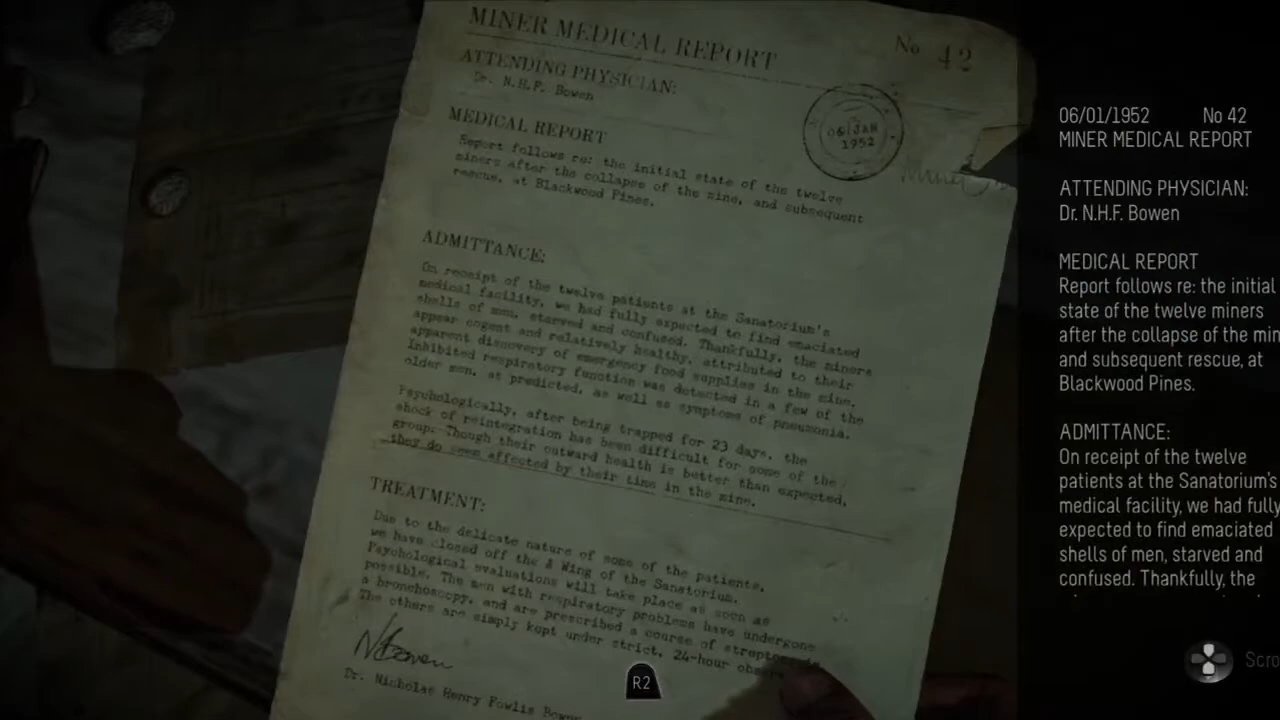 MINER MEDICAL REPORT
No 42
ATTENDING PHYSICIAN:
Dr. N.H.F. Bowen
06 JAN
1952
MEDICAL REPORT
Report follows re: the initial state of the twelve
miners after the collapse of the mine, and subsequent
rescue, at Blackwood Pines.
Miner
ADMITTANCE:
On receipt of the twelve patients at the Sanatorium's
medical facility, we had fully expected to find emaciated
shells of men, starved and confused. Thankfully, the miners
appear cogent and relatively healthy, attributed to their
apparent discovery of emergency food supplies in the mine.
Inhibited respiratory function was detected in a few of the
older men, as predicted, as well as symptoms of pneumonia.
Psychologically, after being trapped for 23 days, the
shock of reintegration has been difficult for some of the
group. Though their outward health is better than expected,
they do seem affected by their time in the mine.
TREATMENT:
Due to the delicate nature of some of the patients,
we have closed off the A Wing of the Sanatorium.
Psychological evaluations will take place as soon as
possible. The men with respiratory problems have undergone
a bronchoscopy, and are prescribed a course of
The others are simply kept under strict, 24-hour
NBowen
Dr. Nicholas Henry Fowlis Bowen
R2
06/01/1952 No 42
MINER MEDICAL REPORT
ATTENDING PHYSICIAN:
Dr. N.H.F. Bowen
MEDICAL REPORT
Report follows re: the initial
state of the twelve miners
after the collapse of the min
and subsequent rescue, at
Blackwood Pines.
ADMITTANCE:
On receipt of the twelve
patients at the Sanatorium's
medical facility, we had fully
expected to find emaciated
shells of men, starved and
confused. Thankfully, the
Scro